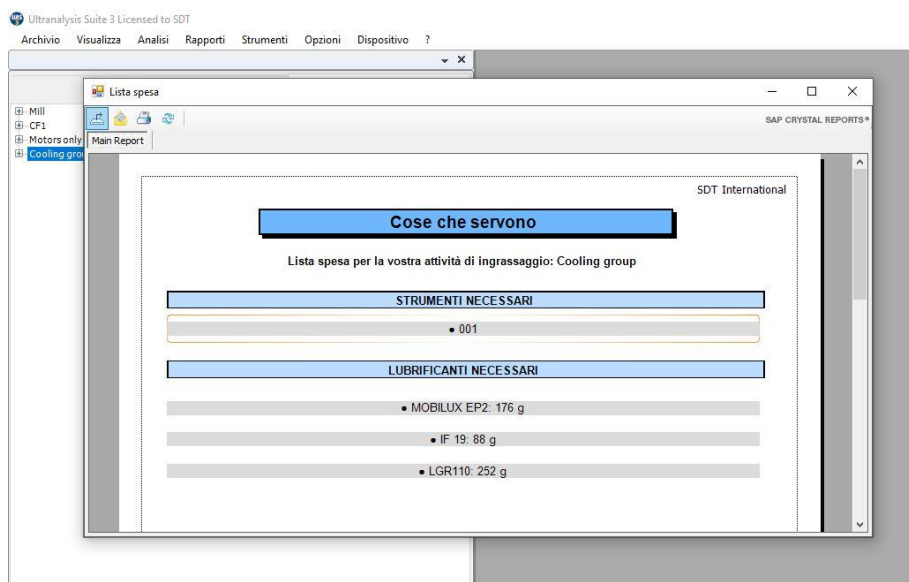 UAS Ultranalysis Suite 3 Licensed to SDT
Archivio Visualizza Analisi Rapporti Strumenti Opzioni Dispositivo ?
Lista spesa
SAP CRYSTAL REPORTS®
Main Report
Mill
CF1
Motors only
Cooling grou
SDT International
Cose che servono
Lista spesa per la vostra attività di ingrassaggio: Cooling group
STRUMENTI NECESSARI
● 001
LUBRIFICANTI NECESSARI
● MOBILUX EP2: 176 g
● IF 19: 88 g
● LGR110: 252 g